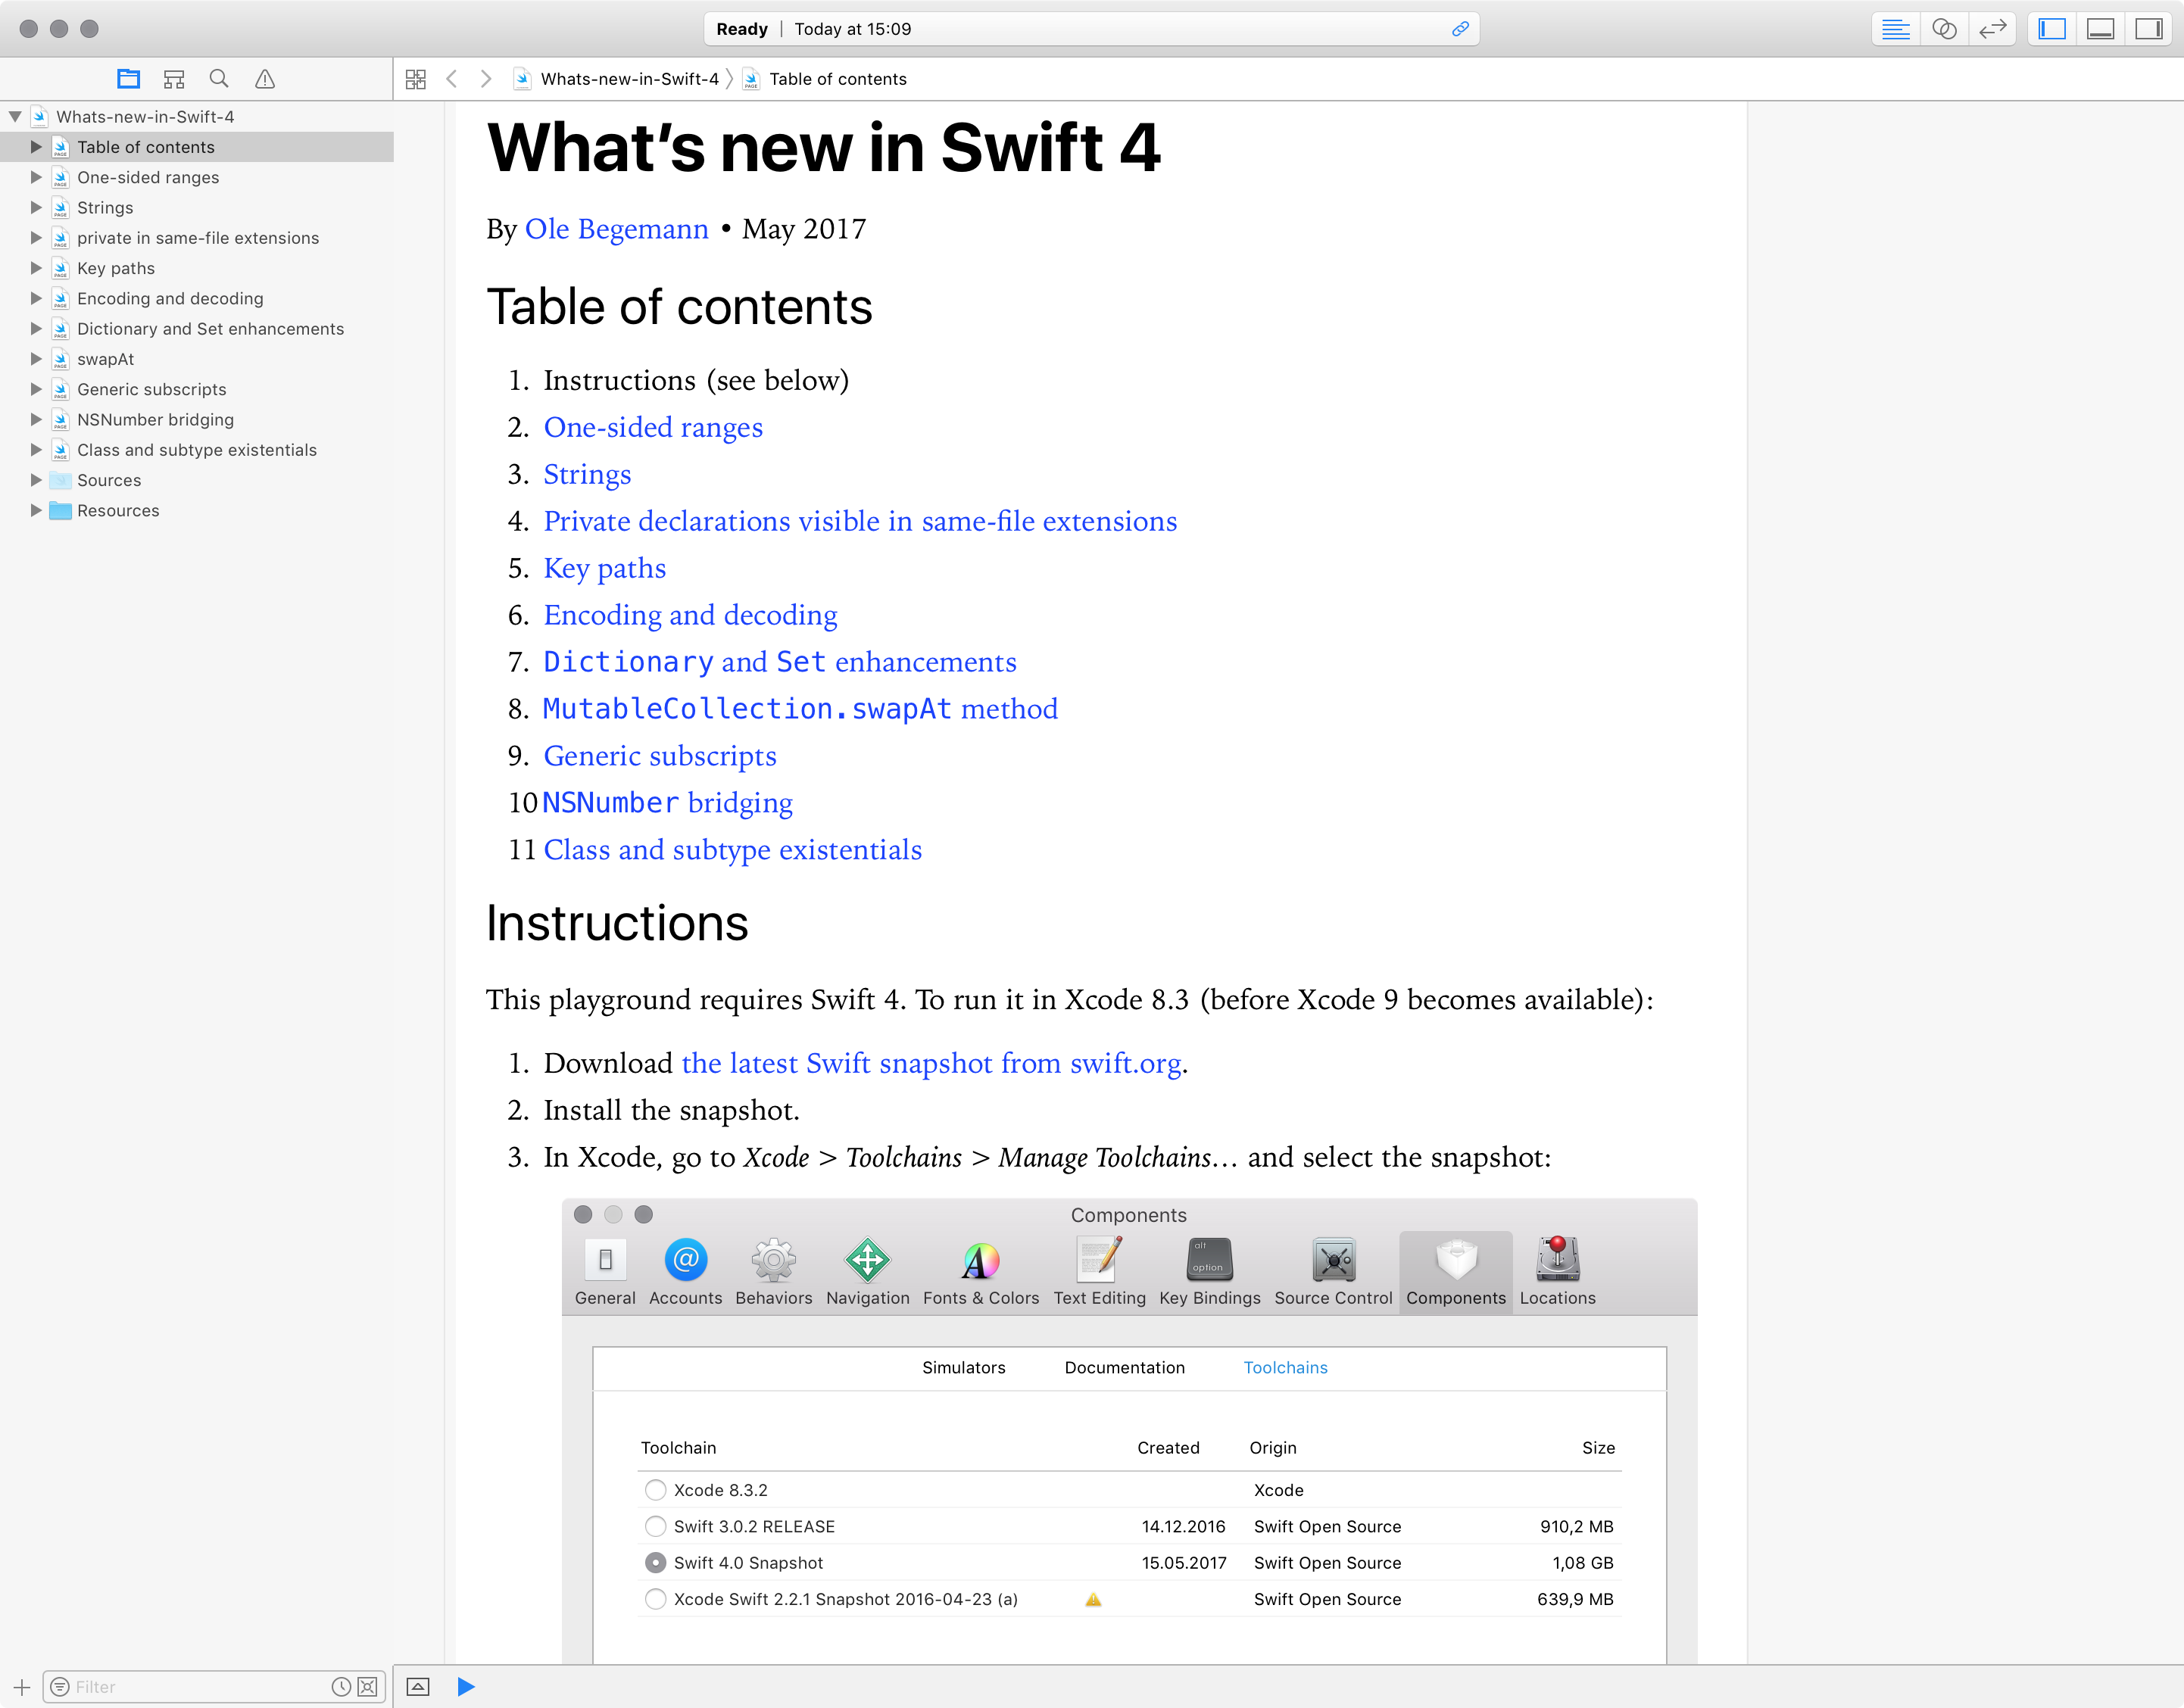 Ready | Today at 15:09
Whats-new-in-Swift-4 〉 Table of contents
Whats-new-in-Swift-4
Table of contents
One-sided ranges
Strings
private in same-file extensions
Key paths
Encoding and decoding
Dictionary and Set enhancements
swapAt
Generic subscripts
NSNumber bridging
Class and subtype existentials
Sources
Resources
Filter
What’s new in Swift 4
By Ole Begemann • May 2017
Table of contents
1. Instructions (see below)
2. One-sided ranges
3. Strings
4. Private declarations visible in same-file extensions
5. Key paths
6. Encoding and decoding
7. Dictionary and Set enhancements
8. MutableCollection.swapAt method
9. Generic subscripts
10 NSNumber bridging
11 Class and subtype existentials
Instructions
This playground requires Swift 4. To run it in Xcode 8.3 (before Xcode 9 becomes available):
1. Download the latest Swift snapshot from swift.org.
2. Install the snapshot.
3. In Xcode, go to Xcode > Toolchains > Manage Toolchains… and select the snapshot:
Components
alt
option
General Accounts Behaviors Navigation Fonts & Colors Text Editing Key Bindings Source Control Components Locations
Simulators Documentation Toolchains
Toolchain Created Origin Size
Xcode 8.3.2 Xcode
Swift 3.0.2 RELEASE 14.12.2016 Swift Open Source 910,2 MB
Swift 4.0 Snapshot 15.05.2017 Swift Open Source 1,08 GB
Xcode Swift 2.2.1 Snapshot 2016-04-23 (a) Swift Open Source 639,9 MB